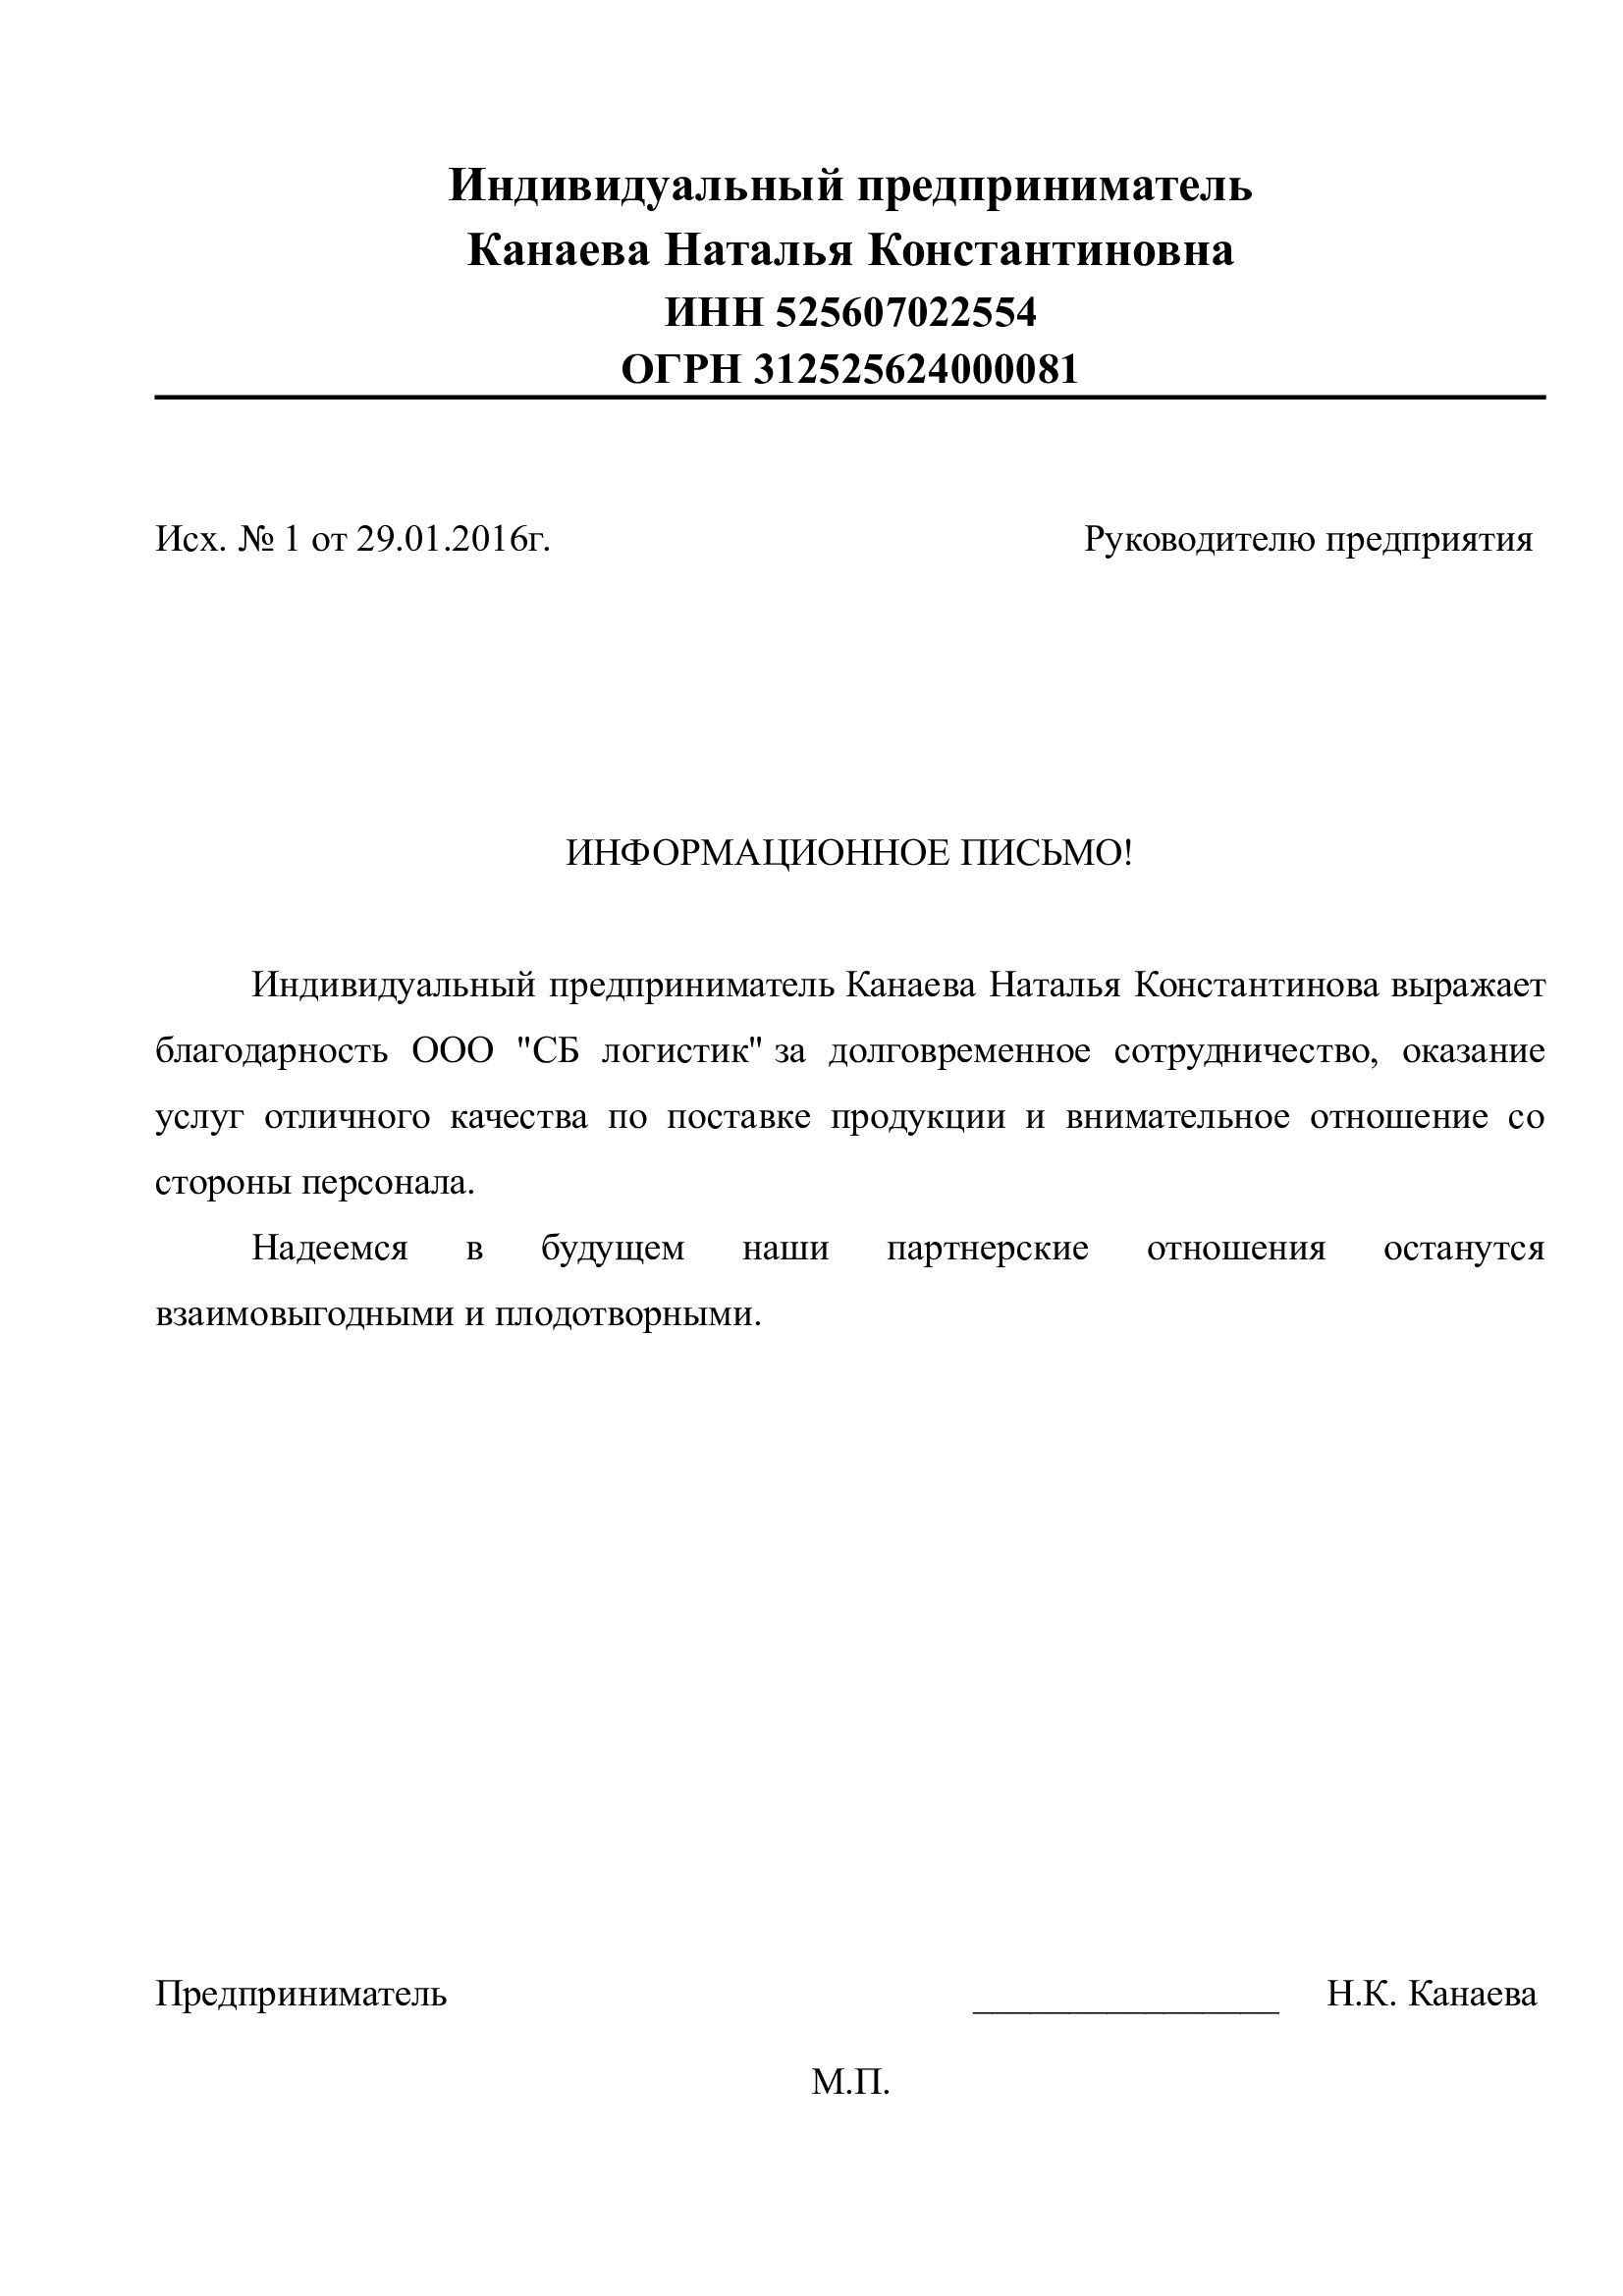 Индивидуальный предприниматель
Канаева Наталья Константиновна
ИНН 525607022554
ОГРН 312525624000081
Исх. № 1 от 29.01.2016г. Руководителю предприятия
ИНФОРМАЦИОННОЕ ПИСЬМО!
Индивидуальный предприниматель Канаева Наталья Константинова выражает
благодарность ООО "СБ логистик" за долговременное сотрудничество, оказание
услуг отличного качества по поставке продукции и внимательное отношение со
стороны персонала.
Надеемся в будущем наши партнерские отношения останутся
взаимовыгодными и плодотворными.
Предприниматель ________________ Н.К. Канаева
М.П.